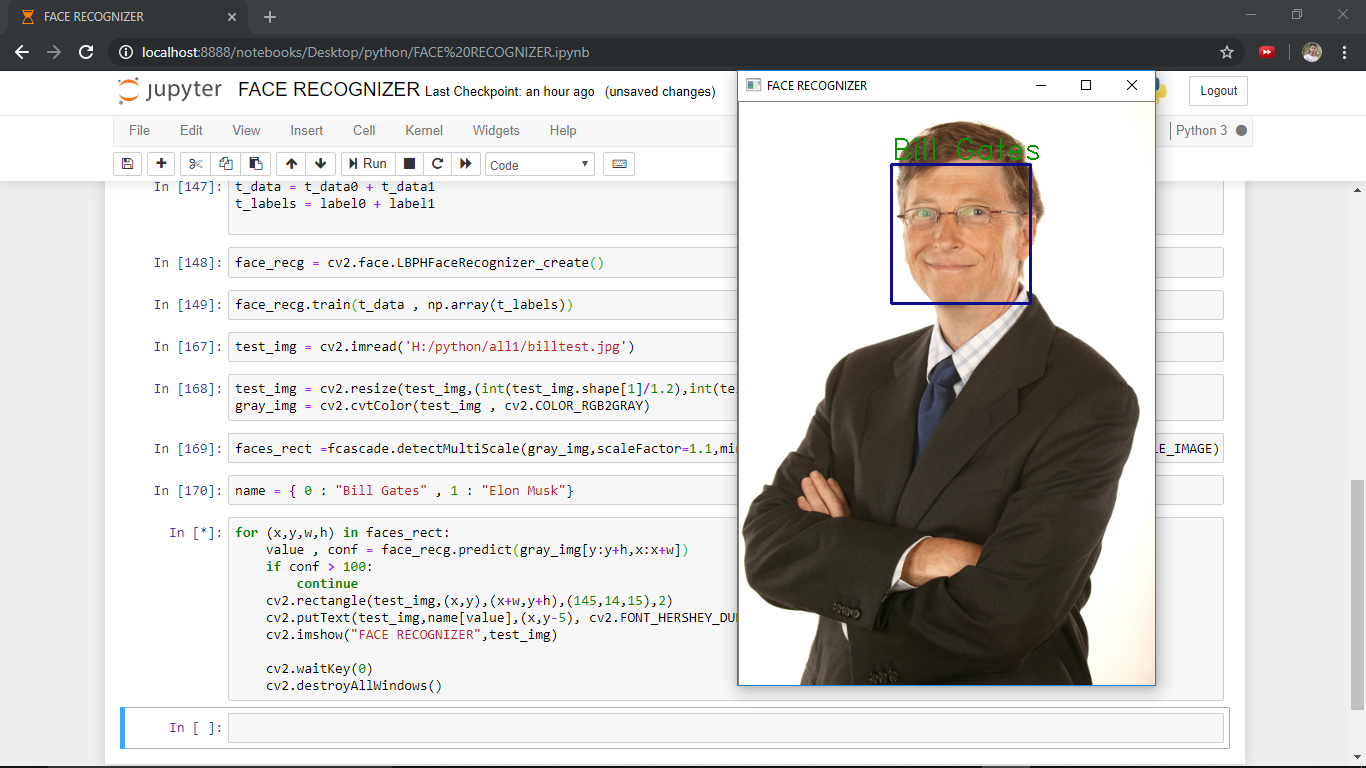 FACE RECOGNIZER
localhost:8888/notebooks/Desktop/python/FACE%20RECOGNIZER.ipynb
jupyter FACE RECOGNIZER Last Checkpoint: an hour ago (unsaved changes)
Logout
File Edit View Insert Cell Kernel Widgets Help
Python 3
Run
Code
In [147]: t_data = t_data0 + t_data1
t_labels = label0 + label1
In [148]: face_recg = cv2.face.LBPHFaceRecognizer_create()
In [149]: face_recg.train(t_data , np.array(t_labels))
In [167]: test_img = cv2.imread('H:/python/all1/billtest.jpg')
In [168]: test_img = cv2.resize(test_img,(int(test_img.shape[1]/1.2),int(te
gray_img = cv2.cvtColor(test_img , cv2.COLOR_RGB2GRAY)
In [169]: faces_rect =fcascade.detectMultiScale(gray_img,scaleFactor=1.1,min
LE_IMAGE)
In [170]: name = { 0 : "Bill Gates" , 1 : "Elon Musk"}
In [*]: for (x,y,w,h) in faces_rect:
value , conf = face_recg.predict(gray_img[y:y+h,x:x+w])
if conf > 100:
continue
cv2.rectangle(test_img,(x,y),(x+w,y+h),(145,14,15),2)
cv2.putText(test_img,name[value],(x,y-5), cv2.FONT_HERSHEY_DU
cv2.imshow("FACE RECOGNIZER",test_img)
cv2.waitKey(0)
cv2.destroyAllWindows()
In [ ]:
FACE RECOGNIZER
Bill Gates